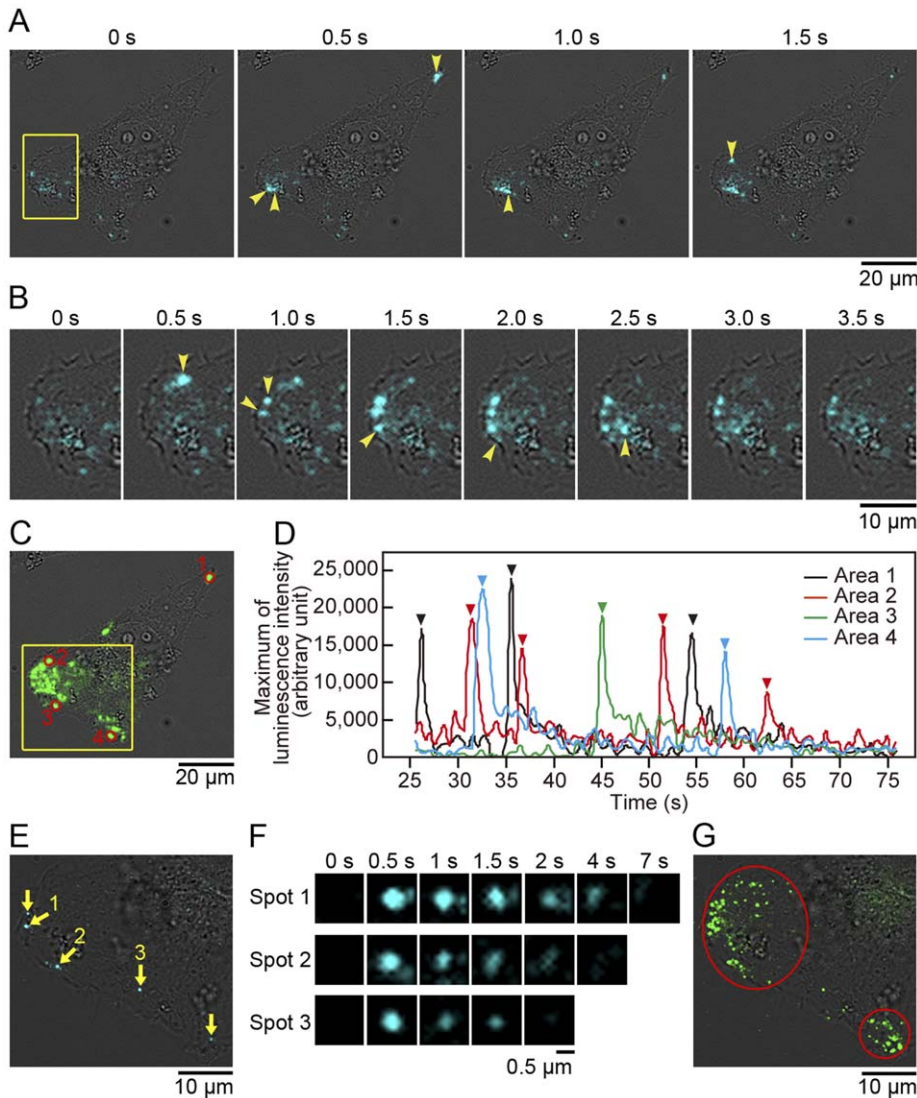 A
0 s 0.5 s 1.0 s 1.5 s
20 µm
B
0 s 0.5 s 1.0 s 1.5 s 2.0 s 2.5 s 3.0 s 3.5 s
10 µm
C
1
2
3
4
20 µm
D
Maximum of
luminescence intensity
(arbitrary unit)
25,000
20,000
15,000
10,000
5,000
0
25 30 35 40 45 50 55 60 65 70 75
Time (s)
Area 1
Area 2
Area 3
Area 4
E
1
2
3
10 µm
F
0 s 0.5 s 1 s 1.5 s 2 s 4 s 7 s
Spot 1
Spot 2
Spot 3
0.5 µm
G
10 µm